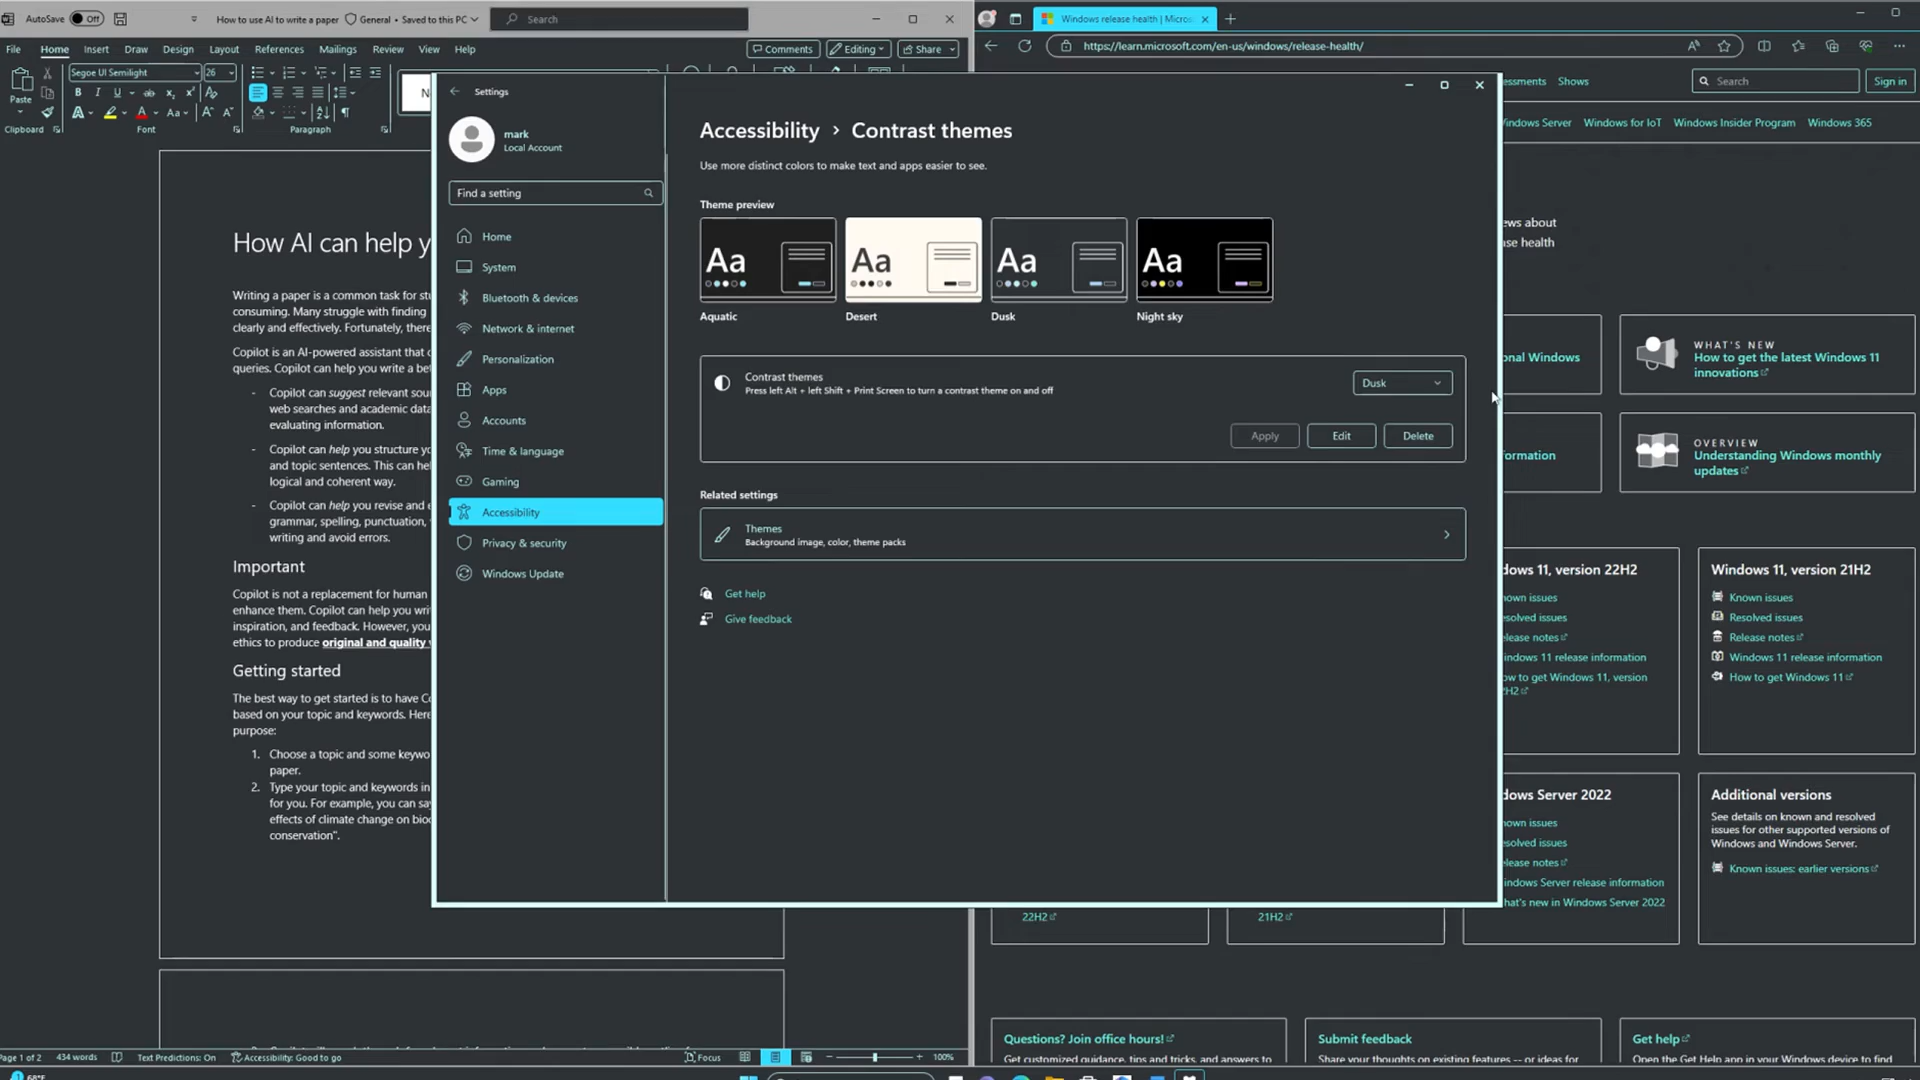 AutoSave Off How to use AI to write a paper General • Saved to this PC Search
File Home Insert Draw Design Layout References Mailings Review View Help Comments Editing Share
Segoe UI Semilight 26
Paste
Clipboard Font Paragraph
Windows release health | Micros
https://learn.microsoft.com/en-us/windows/release-health/
Shows Search Sign in
Windows Server Windows for IoT Windows Insider Program Windows 365
How AI can help y
Writing a paper is a common task for stu
consuming. Many struggle with finding
clearly and effectively. Fortunately, there
Copilot is an AI-powered assistant that c
queries. Copilot can help you write a bet
- Copilot can suggest relevant sour
web searches and academic data
evaluating information.
- Copilot can help you structure yo
and topic sentences. This can hel
logical and coherent way.
- Copilot can help you revise and e
grammar, spelling, punctuation,
writing and avoid errors.
Important
Copilot is not a replacement for human
enhance them. Copilot can help you wri
inspiration, and feedback. However, you
ethics to produce original and quality
Getting started
The best way to get started is to have Co
based on your topic and keywords. Here
purpose:
1. Choose a topic and some keywo
paper.
2. Type your topic and keywords in
for you. For example, you can say
effects of climate change on biod
conservation".
Page 1 of 2 434 words Text Predictions: On Accessibility: Good to go Focus 100%
68°F
Settings
mark
Local Account
Find a setting
Home
System
Bluetooth & devices
Network & internet
Personalization
Apps
Accounts
Time & language
Gaming
Accessibility
Privacy & security
Windows Update
Accessibility > Contrast themes
Use more distinct colors to make text and apps easier to see.
Theme preview
Aa Aa Aa Aa
Aquatic Desert Dusk Night sky
Contrast themes
Press left Alt + left Shift + Print Screen to turn a contrast theme on and off
Dusk
Apply Edit Delete
Related settings
Themes
Background image, color, theme packs
Get help
Give feedback
ews about
se health
onal Windows
WHAT'S NEW
How to get the latest Windows 11
innovations
ormation
OVERVIEW
Understanding Windows monthly
updates
dows 11, version 22H2
nown issues
esolved issues
lease notes
indows 11 release information
ow to get Windows 11, version
2H2
Windows 11, version 21H2
Known issues
Resolved issues
Release notes
Windows 11 release information
How to get Windows 11
dows Server 2022
nown issues
esolved issues
lease notes
indows Server release information
hat's new in Windows Server 2022
Additional versions
See details on known and resolved
issues for other supported versions of
Windows and Windows Server.
Known issues: earlier versions
22H2 21H2
Questions? Join office hours!
Get customized guidance, tips and tricks, and answers to
Submit feedback
Share your thoughts on existing features -- or ideas for
Get help
Open the Get Help app in your Windows device to find